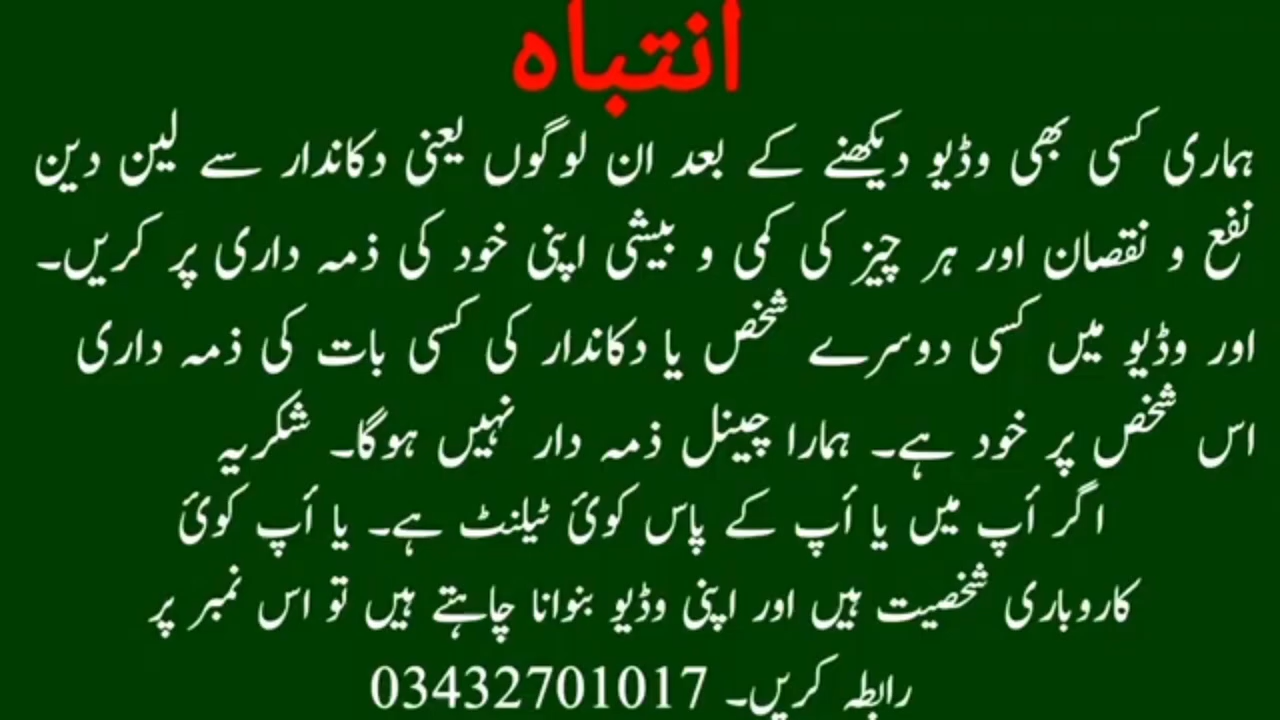 انتباہ
ہماری کسی بھی وڈیو دیکھنے کے بعد ان لوگوں یعنی دکاندار سے لین دین
نفع و نقصان اور ہر چیز کی کمی و بیشی اپنی خود کی ذمہ داری پر کریں۔
اور وڈیو میں کسی دوسرے شخص یا دکاندار کی کسی بات کی ذمہ داری
اس شخص پر خود ہے۔ ہمارا چینل ذمہ دار نہیں ہوگا۔ شکریہ
اگر أپ میں یا أپ کے پاس کوئ ٹیلنٹ ہے۔ یا أپ کوئ
کاروباری شخصیت ہیں اور اپنی وڈیو بنوانا چاہتے ہیں تو اس نمبر پر
رابطہ کریں۔ 03432701017